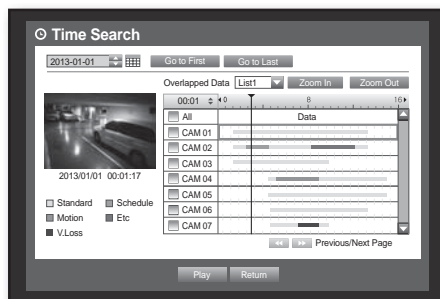 Time Search
2013-01-01
Go to First
Go to Last
Overlapped Data List1 Zoom In Zoom Out
00:01 0 8 16
All Data
CAM 01
CAM 02
CAM 03
CAM 04
CAM 05
CAM 06
CAM 07
2013/01/01 00:01:17
Standard Schedule
Motion Etc
V.Loss
Previous/Next Page
Play Return